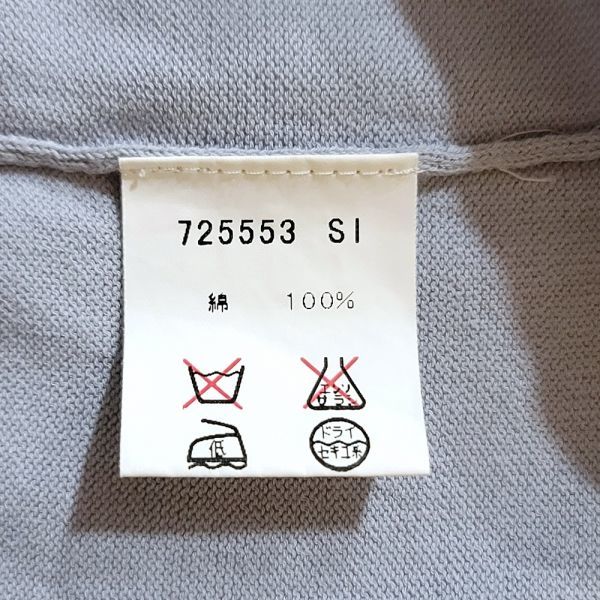 725553 SI
綿 100%
エンソ
サラシ
低
ドライ
セキユ系